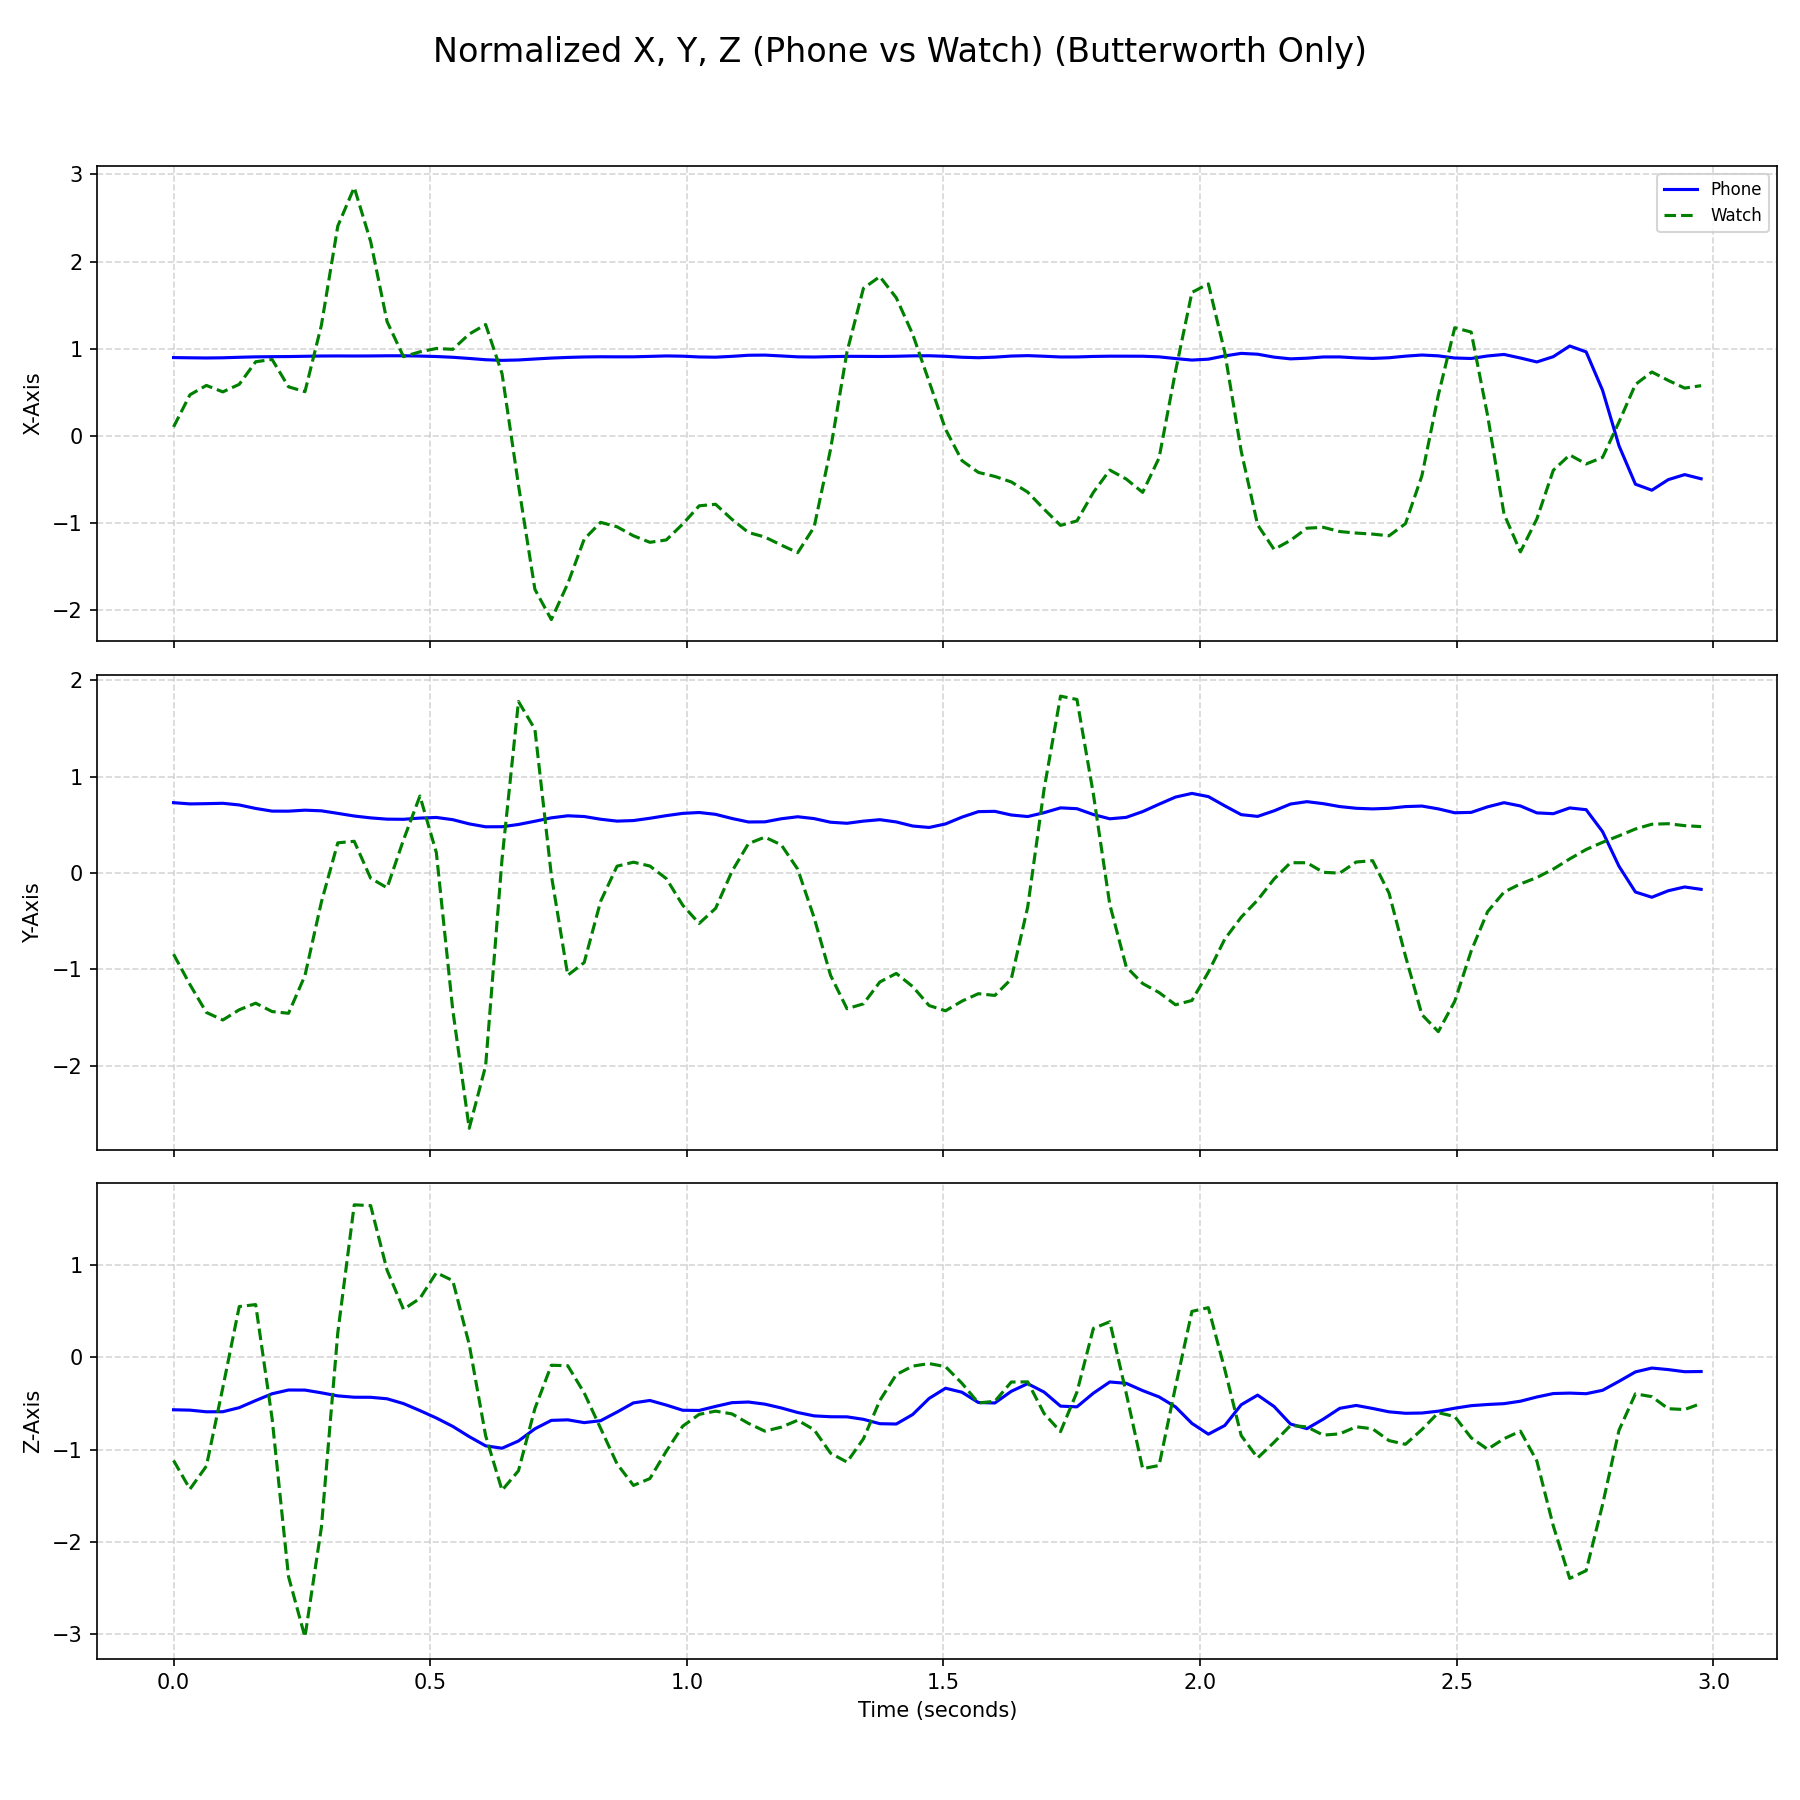 Normalized X, Y, Z (Phone vs Watch) (Butterworth Only)
3
2
1
0
−1
−2
X-Axis
Phone
Watch
2
1
0
−1
−2
Y-Axis
1
0
−1
−2
−3
Z-Axis
0.0 0.5 1.0 1.5 2.0 2.5 3.0
Time (seconds)